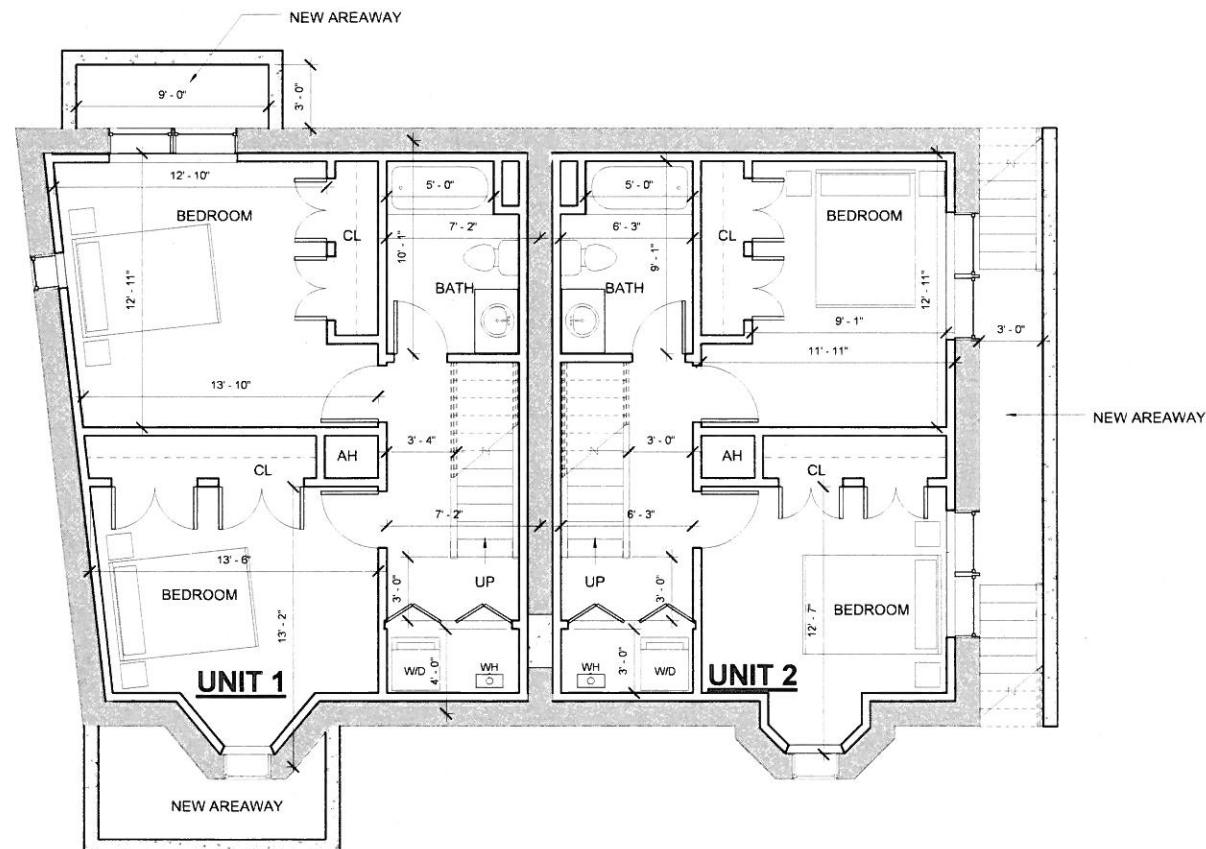 NEW AREAWAY
9' - 0"
3' - 0"
12' - 10"
BEDROOM
CL
5' - 0"
7' - 2"
10' - 1"
BATH
12' - 11"
13' - 10"
5' - 0"
6' - 3"
9' - 1"
BATH
CL
BEDROOM
12' - 11"
9' - 1"
11' - 11"
3' - 0"
NEW AREAWAY
CL
AH
3' - 4"
3' - 0"
AH
CL
7' - 2"
6' - 3"
13' - 6"
BEDROOM
13' - 2"
UP
3' - 0"
UP
3' - 0"
12' - 7"
BEDROOM
UNIT 1
W/D
4' - 0"
WH
WH
3' - 0"
W/D
UNIT 2
NEW AREAWAY